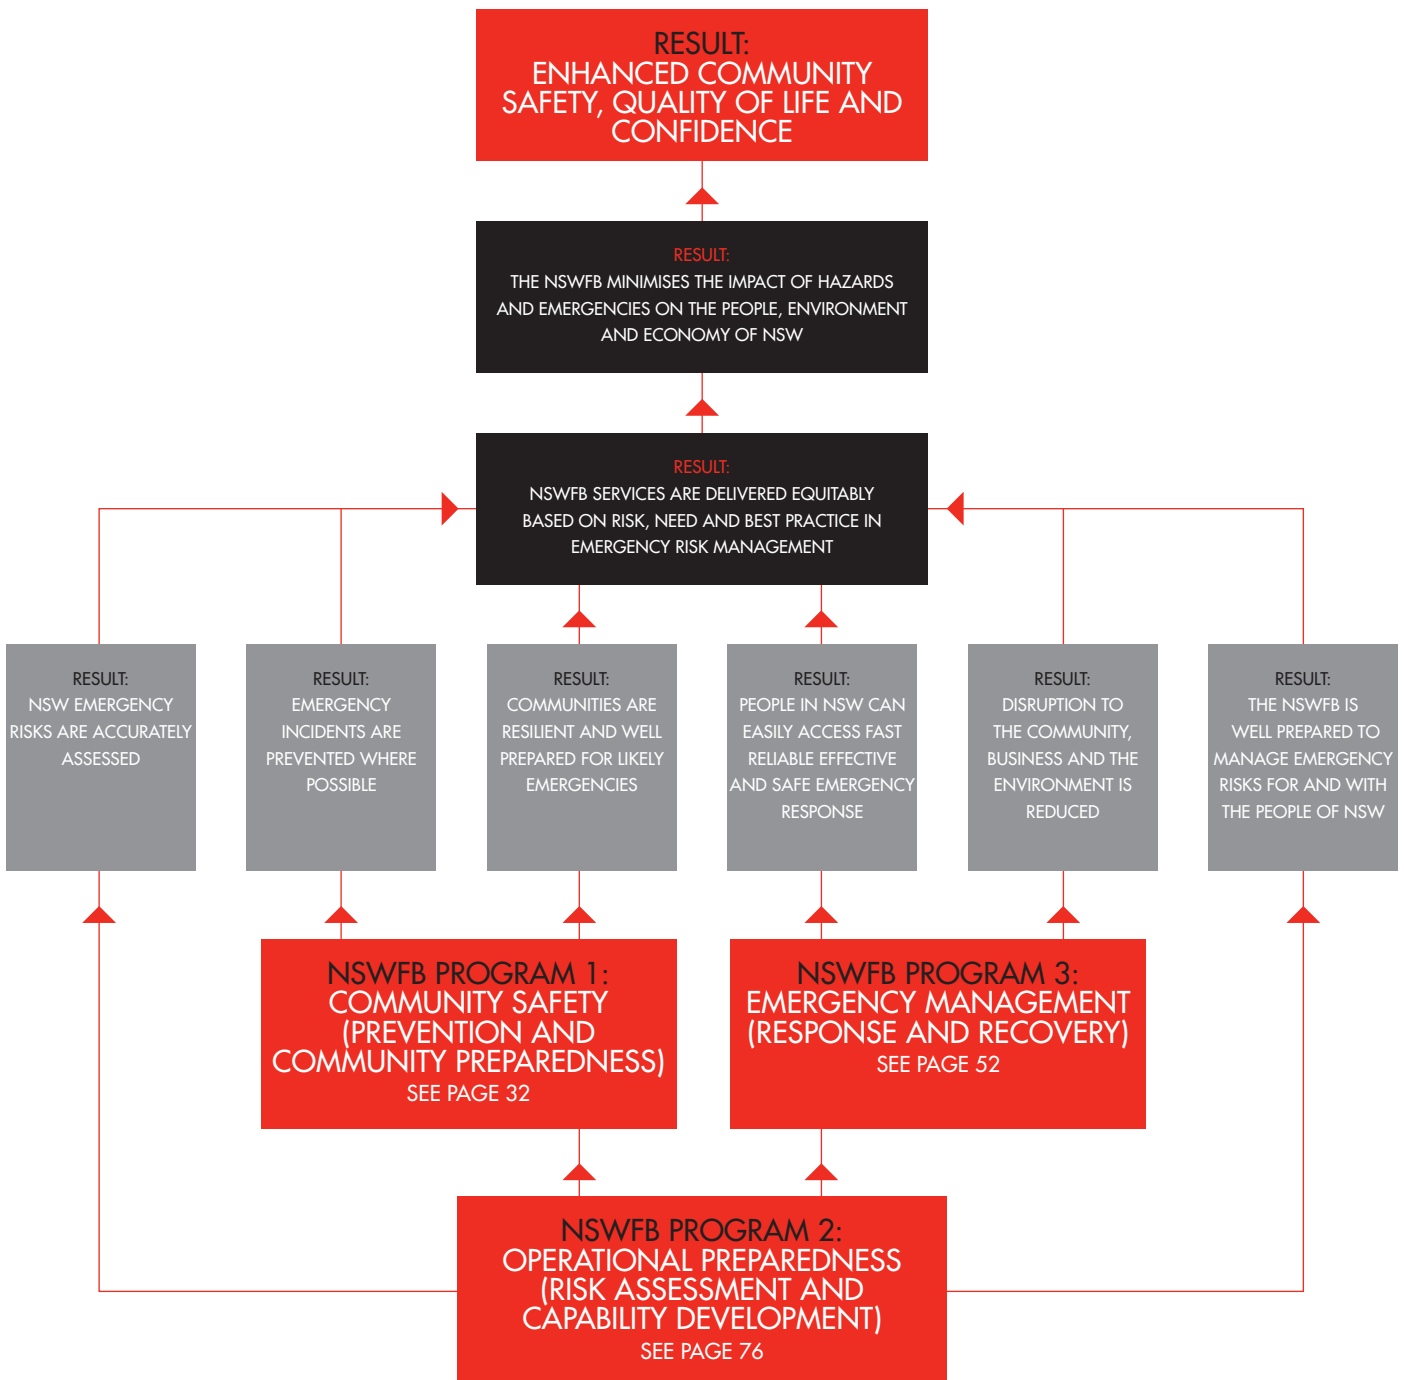 RESULT:
ENHANCED COMMUNITY
SAFETY, QUALITY OF LIFE AND
CONFIDENCE
RESULT:
THE NSWFB MINIMISES THE IMPACT OF HAZARDS
AND EMERGENCIES ON THE PEOPLE, ENVIRONMENT
AND ECONOMY OF NSW
RESULT:
NSWFB SERVICES ARE DELIVERED EQUITABLY
BASED ON RISK, NEED AND BEST PRACTICE IN
EMERGENCY RISK MANAGEMENT
RESULT:
NSW EMERGENCY
RISKS ARE ACCURATELY
ASSESSED
RESULT:
EMERGENCY
INCIDENTS ARE
PREVENTED WHERE
POSSIBLE
RESULT:
COMMUNITIES ARE
RESILIENT AND WELL
PREPARED FOR LIKELY
EMERGENCIES
RESULT:
PEOPLE IN NSW CAN
EASILY ACCESS FAST
RELIABLE EFFECTIVE
AND SAFE EMERGENCY
RESPONSE
RESULT:
DISRUPTION TO
THE COMMUNITY,
BUSINESS AND THE
ENVIRONMENT IS
REDUCED
RESULT:
THE NSWFB IS
WELL PREPARED TO
MANAGE EMERGENCY
RISKS FOR AND WITH
THE PEOPLE OF NSW
NSWFB PROGRAM 1:
COMMUNITY SAFETY
(PREVENTION AND
COMMUNITY PREPAREDNESS)
SEE PAGE 32
NSWFB PROGRAM 3:
EMERGENCY MANAGEMENT
(RESPONSE AND RECOVERY)
SEE PAGE 52
NSWFB PROGRAM 2:
OPERATIONAL PREPAREDNESS
(RISK ASSESSMENT AND
CAPABILITY DEVELOPMENT)
SEE PAGE 76